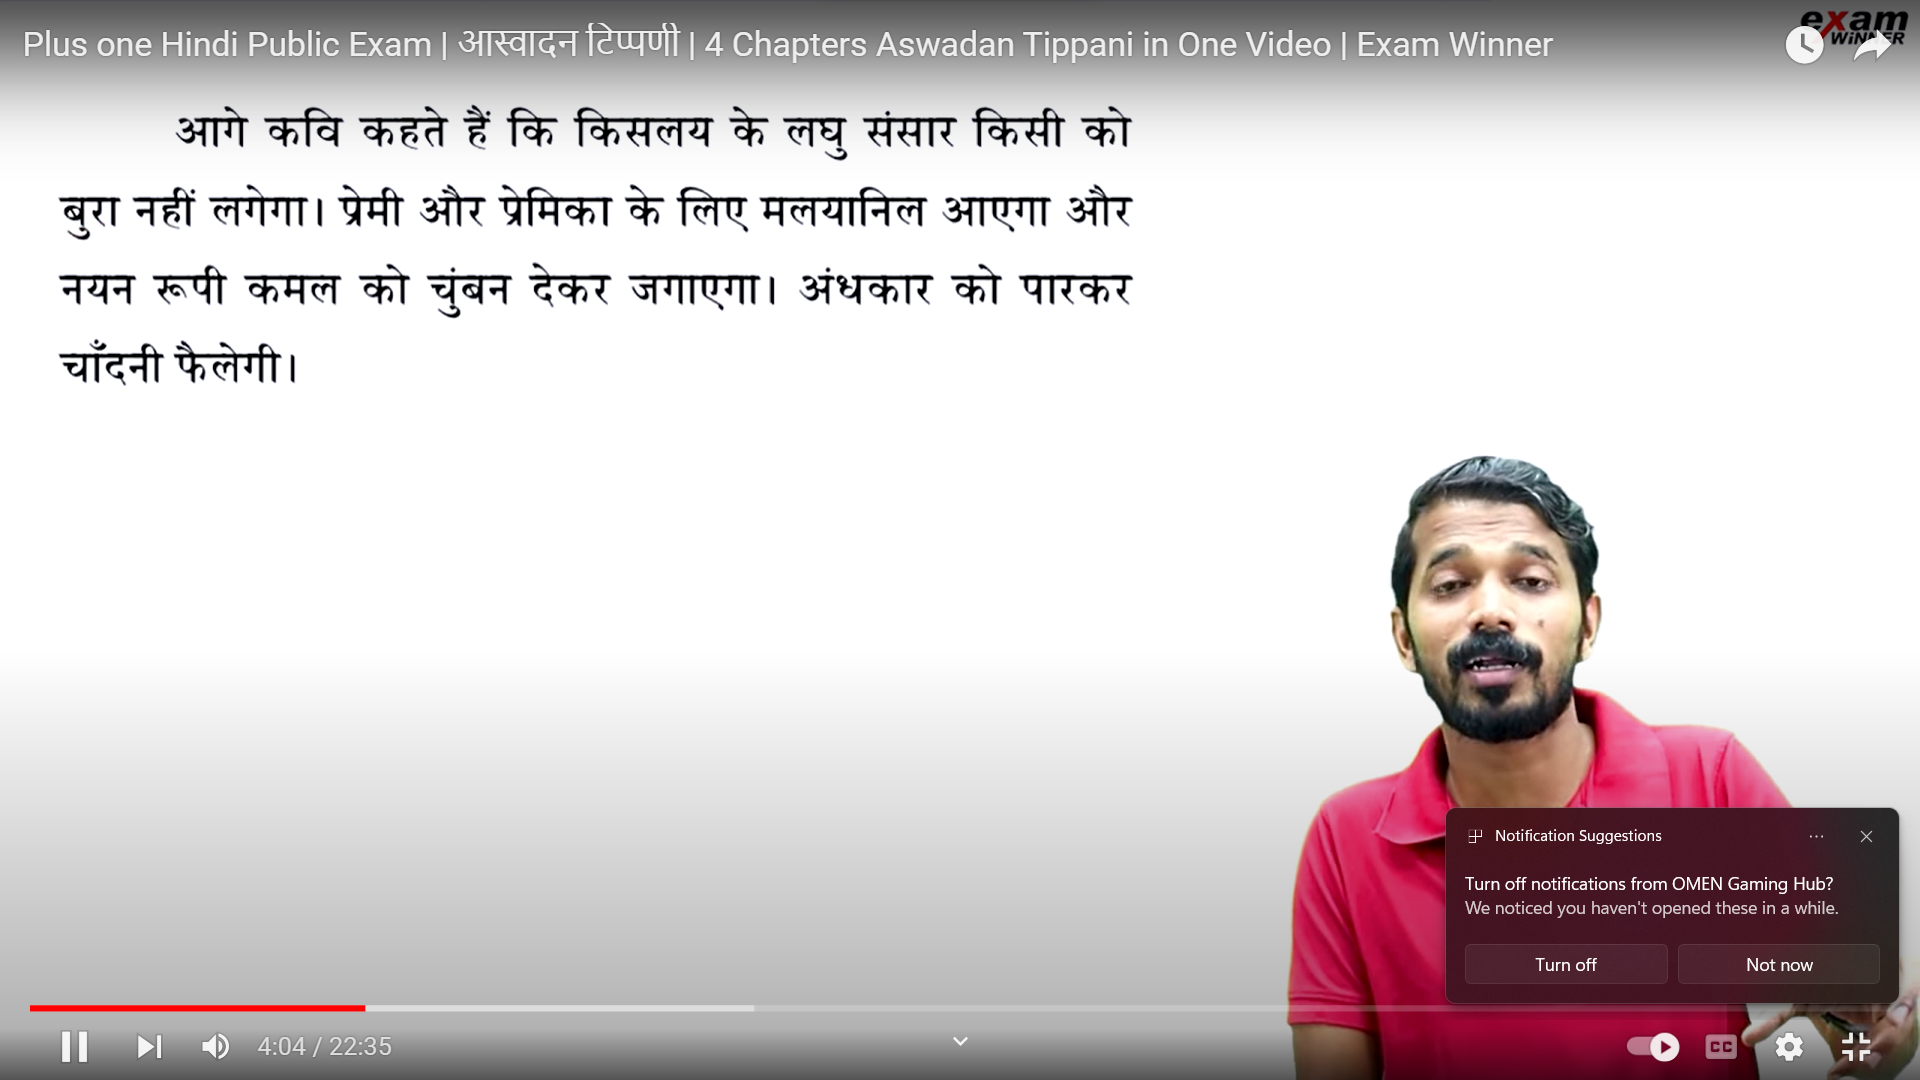 Plus one Hindi Public Exam | आस्वादन टिप्पणी | 4 Chapters Aswadan Tippani in One Video | Exam Winner
exam
WiNNER
आगे कवि कहते हैं कि किसलय के लघु संसार किसी को
बुरा नहीं लगेगा। प्रेमी और प्रेमिका के लिए मलयानिल आएगा और
नयन रूपी कमल को चुंबन देकर जगाएगा। अंधकार को पारकर
चाँदनी फैलेगी।
Notification Suggestions
Turn off notifications from OMEN Gaming Hub?
We noticed you haven't opened these in a while.
Turn off Not now
4:04 / 22:35
CC